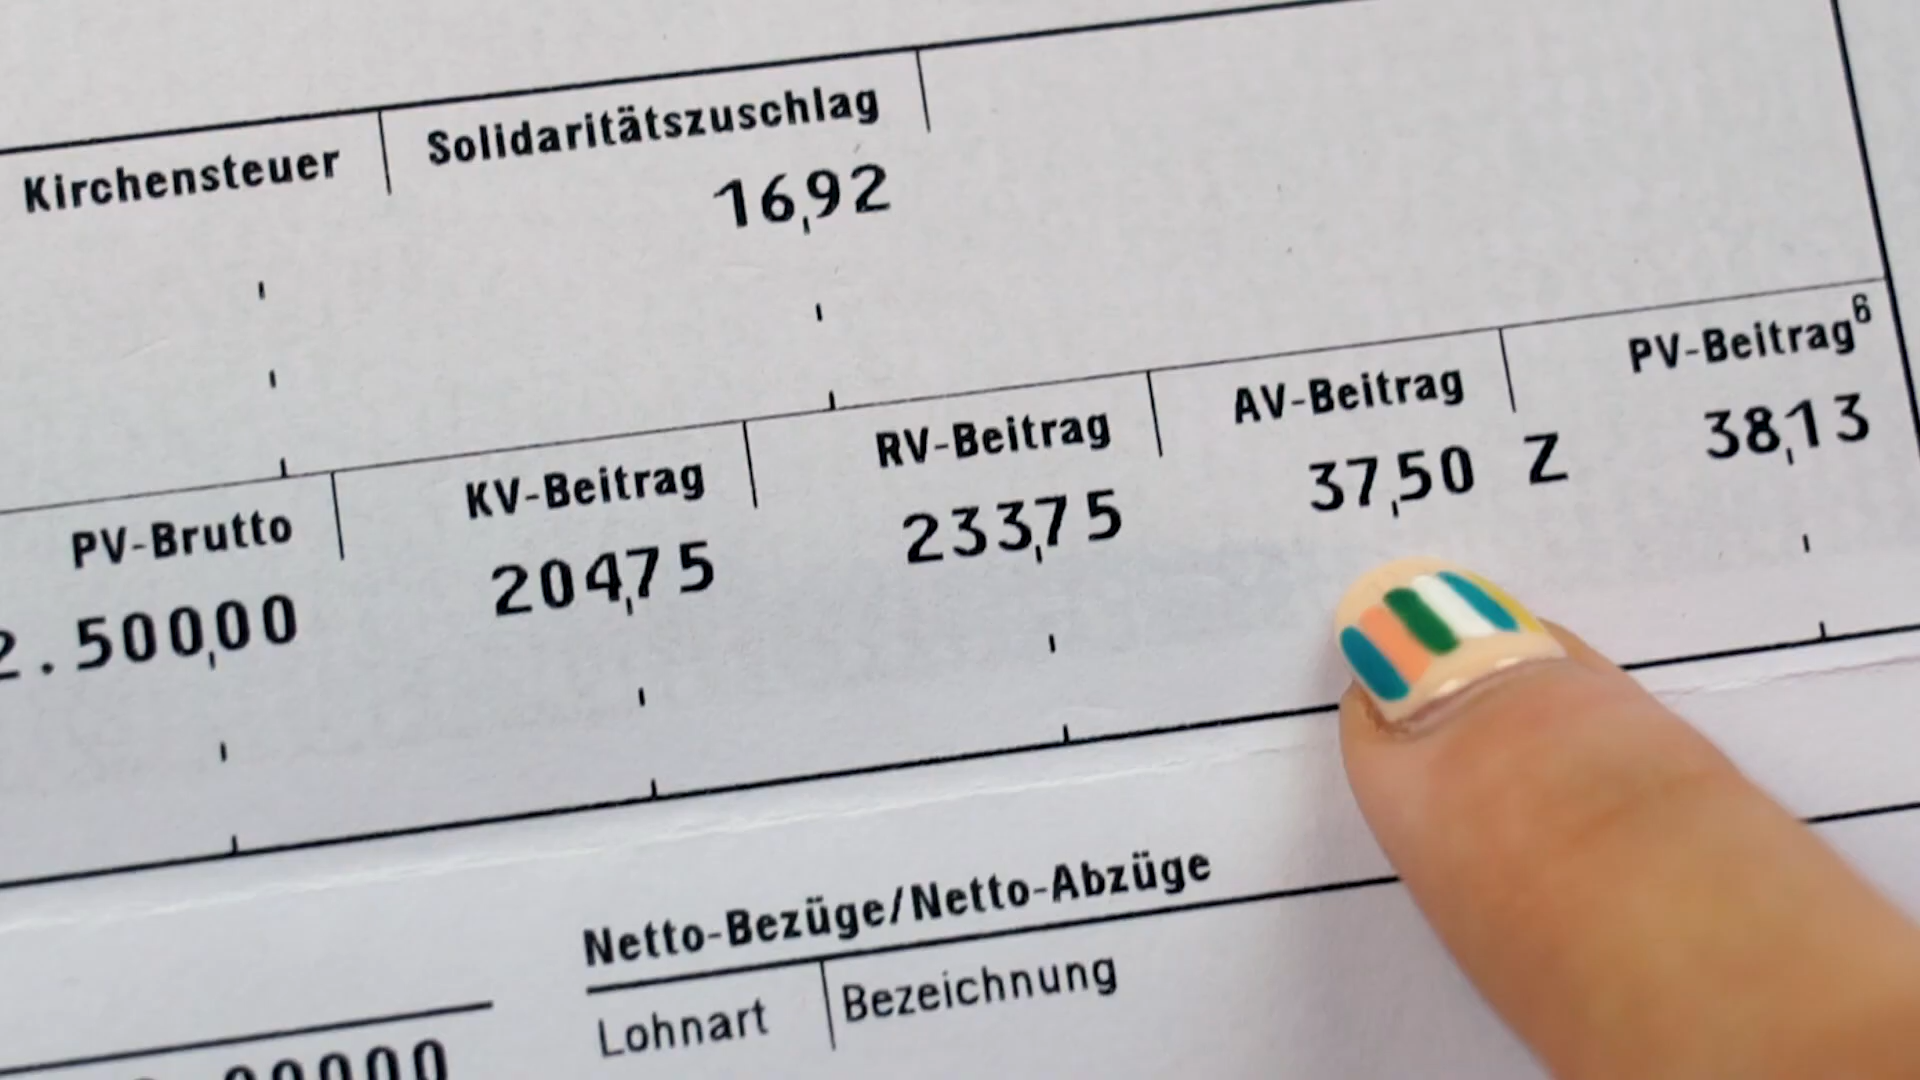 Kirchensteuer Solidaritätszuschlag
16,92
PV-Brutto KV-Beitrag RV-Beitrag AV-Beitrag PV-Beitrag⁶
2.500,00 204,75 233,75 37,50 Z 38,13
Netto-Bezüge/Netto-Abzüge
Lohnart Bezeichnung